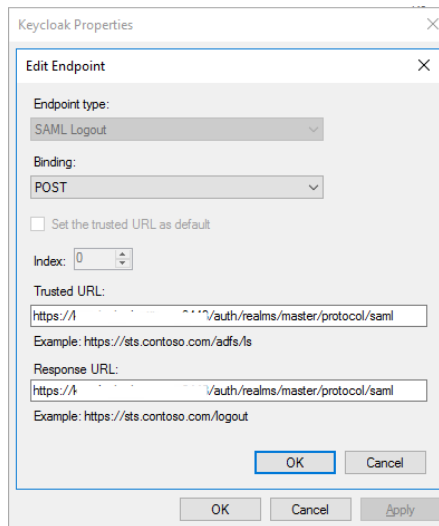 Keycloak Properties
Edit Endpoint
Endpoint type:
SAML Logout
Binding:
POST
Set the trusted URL as default
Index: 0
Trusted URL:
https:// /auth/realms/master/protocol/saml
Example: https://sts.contoso.com/adfs/ls
Response URL:
https:// /auth/realms/master/protocol/saml
Example: https://sts.contoso.com/logout
OK Cancel
OK Cancel Apply